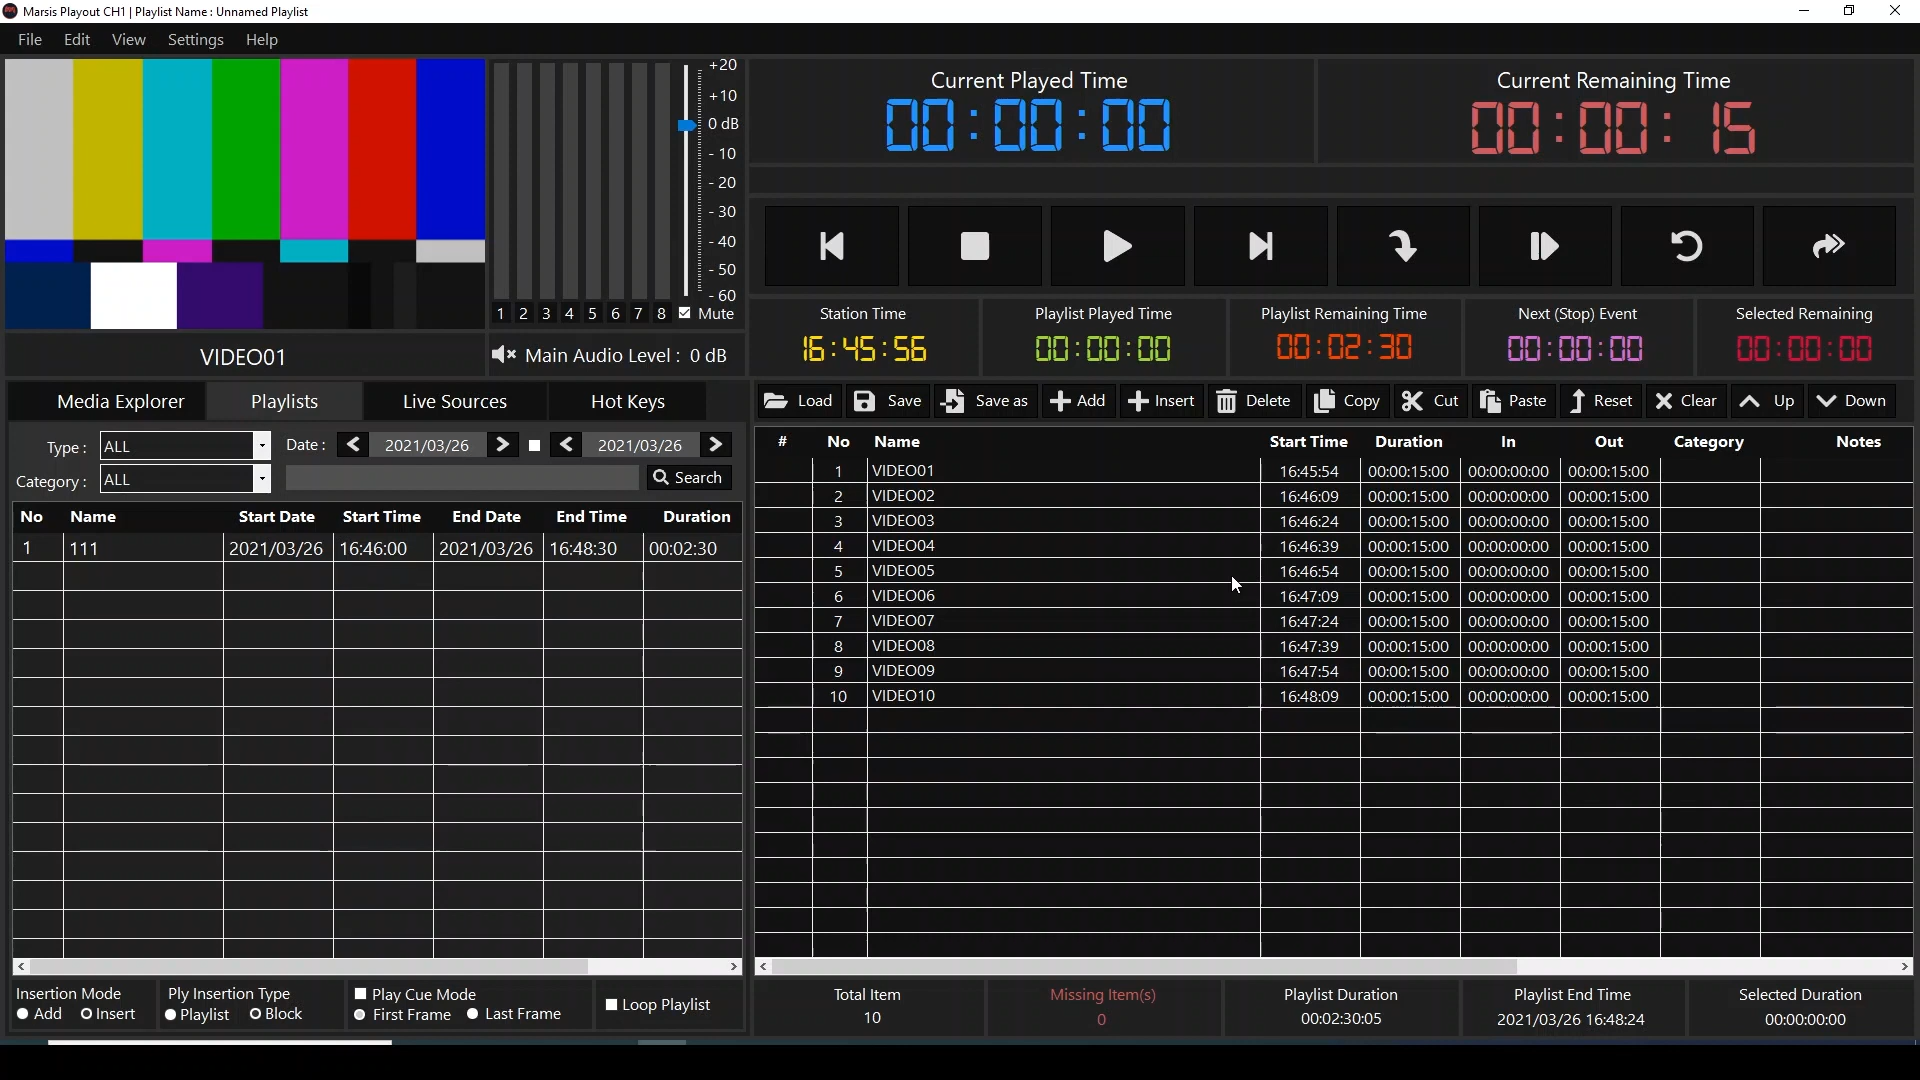 Marsis Playout CH1 | Playlist Name : Unnamed Playlist
File Edit View Settings Help
+20
+10
0 dB
- 10
- 20
- 30
- 40
- 50
- 60
1 2 3 4 5 6 7 8 Mute
VIDEO01
Main Audio Level : 0 dB
Current Played Time
00:00:00
Current Remaining Time
00:00:15
Station Time
16:45:56
Playlist Played Time
00:00:00
Playlist Remaining Time
00:02:30
Next (Stop) Event
00:00:00
Selected Remaining
00:00:00
Media Explorer Playlists Live Sources Hot Keys
Type : ALL Date : 2021/03/26 2021/03/26
Category : ALL Search
No Name Start Date Start Time End Date End Time Duration
1 111 2021/03/26 16:46:00 2021/03/26 16:48:30 00:02:30
Insertion Mode
Add Insert
Ply Insertion Type
Playlist Block
Play Cue Mode
First Frame Last Frame
Loop Playlist
Load Save Save as Add Insert Delete Copy Cut Paste Reset Clear Up Down
# No Name Start Time Duration In Out Category Notes
1 VIDEO01 16:45:54 00:00:15:00 00:00:00:00 00:00:15:00
2 VIDEO02 16:46:09 00:00:15:00 00:00:00:00 00:00:15:00
3 VIDEO03 16:46:24 00:00:15:00 00:00:00:00 00:00:15:00
4 VIDEO04 16:46:39 00:00:15:00 00:00:00:00 00:00:15:00
5 VIDEO05 16:46:54 00:00:15:00 00:00:00:00 00:00:15:00
6 VIDEO06 16:47:09 00:00:15:00 00:00:00:00 00:00:15:00
7 VIDEO07 16:47:24 00:00:15:00 00:00:00:00 00:00:15:00
8 VIDEO08 16:47:39 00:00:15:00 00:00:00:00 00:00:15:00
9 VIDEO09 16:47:54 00:00:15:00 00:00:00:00 00:00:15:00
10 VIDEO10 16:48:09 00:00:15:00 00:00:00:00 00:00:15:00
Total Item
10
Missing Item(s)
0
Playlist Duration
00:02:30:05
Playlist End Time
2021/03/26 16:48:24
Selected Duration
00:00:00:00